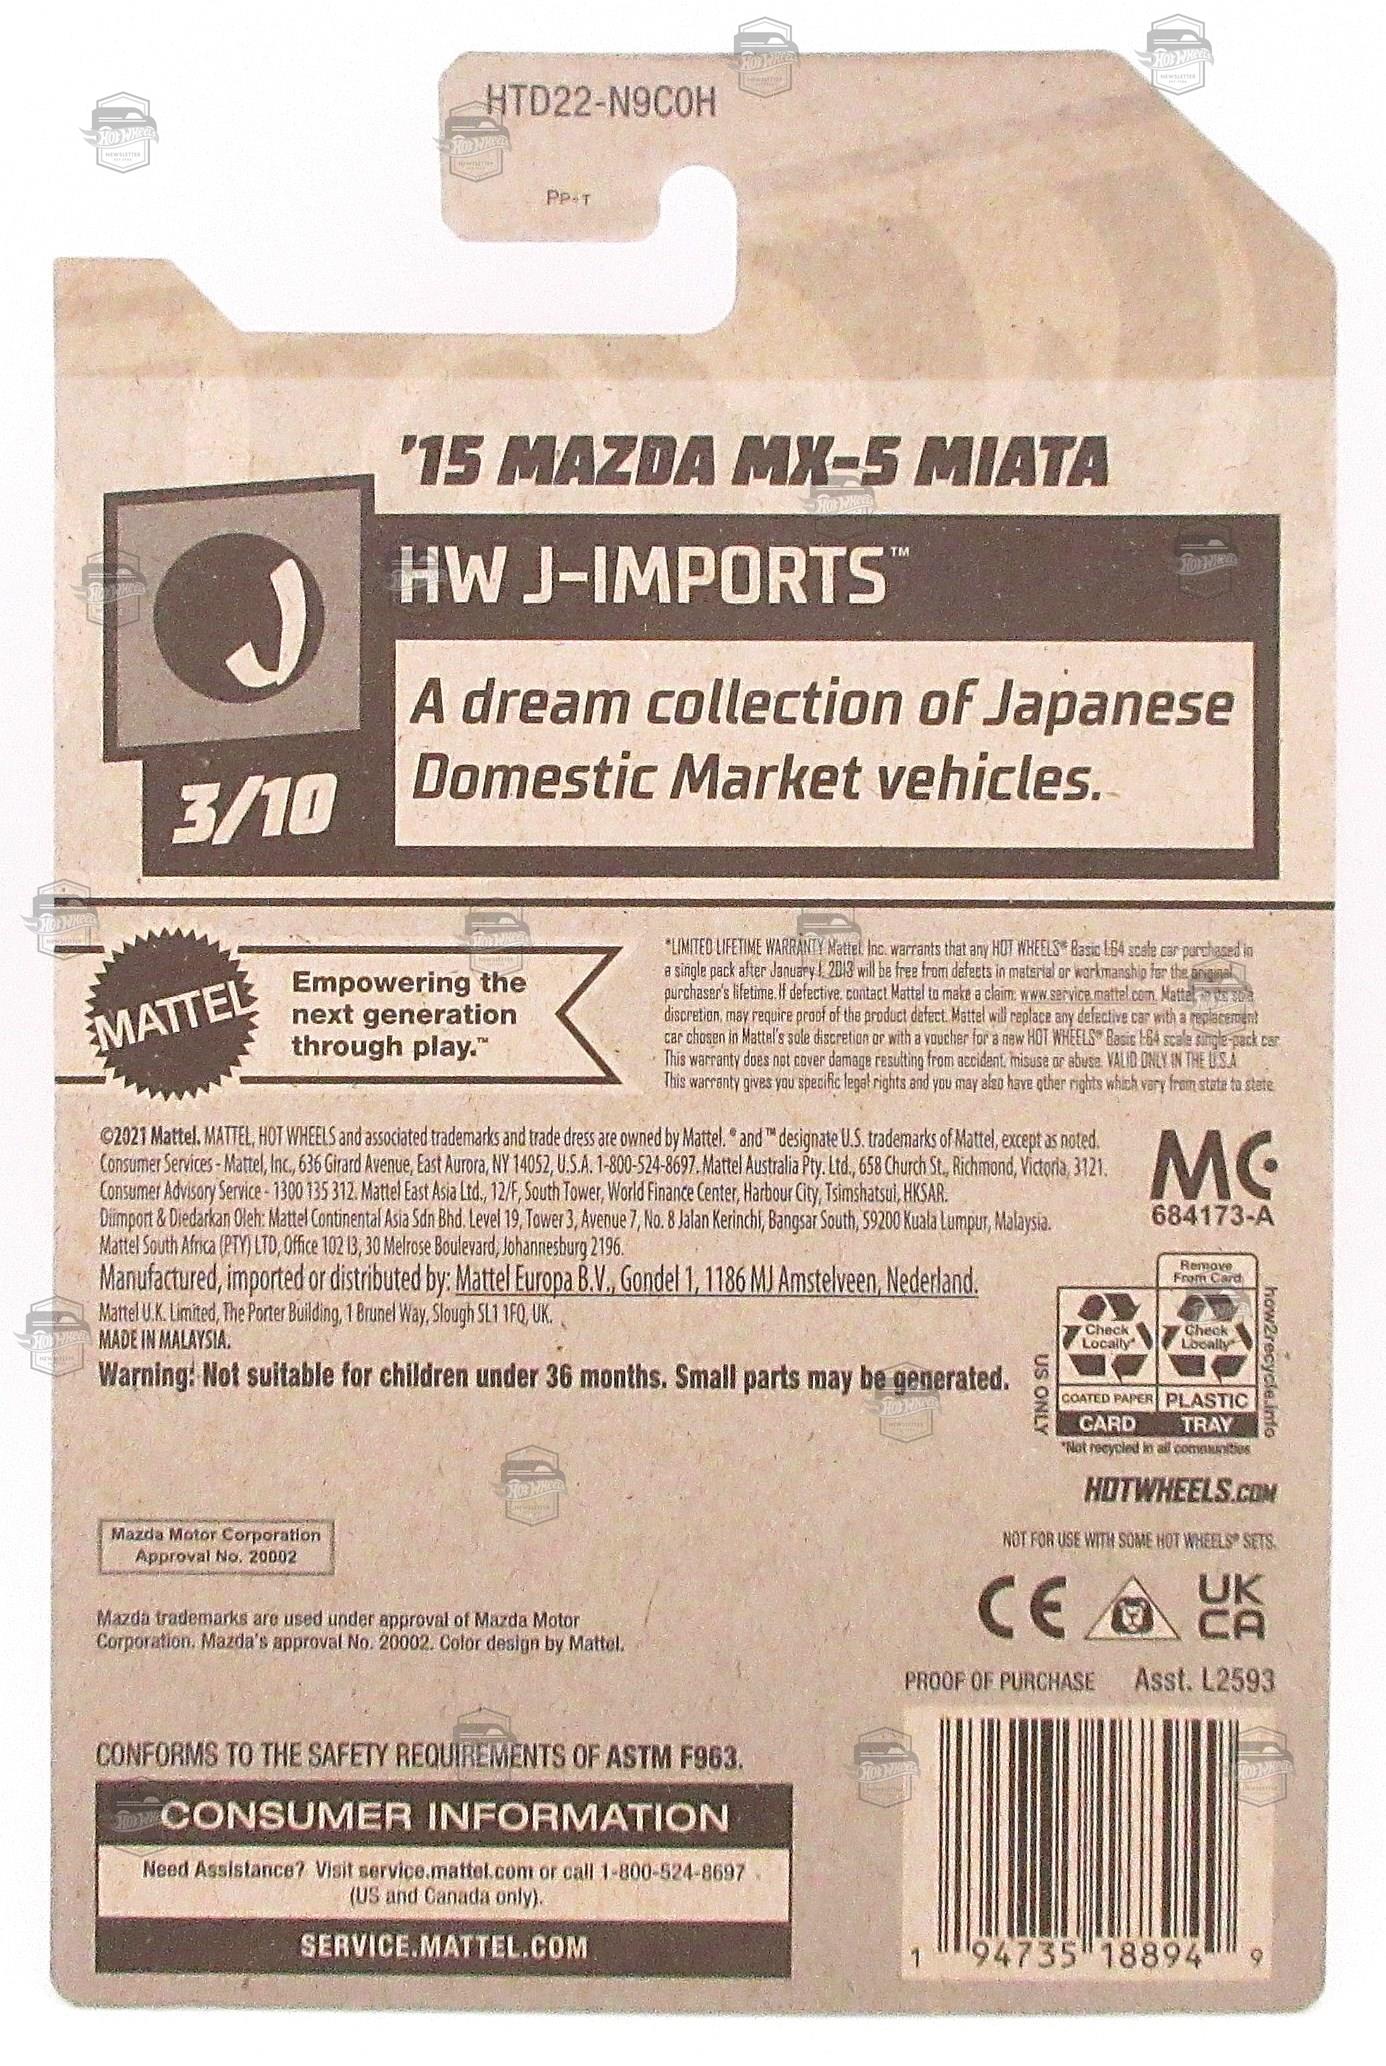 HTD22-N9C0H
PP-T
'15 MAZDA MX-5 MIATA
J
HW J-IMPORTS™
A dream collection of Japanese
Domestic Market vehicles.
3/10
MATTEL
Empowering the
next generation
through play.™
*LIMITED LIFETIME WARRANTY Mattel, Inc. warrants that any HOT WHEELS® Basic 1:64 scale car purchased in
a single pack after January 1, 2013 will be free from defects in material or workmanship for the original
purchaser's lifetime. If defective, contact Mattel to make a claim: www.service.mattel.com. Mattel, in its sole
discretion, may require proof of the product defect. Mattel will replace any defective car with a replacement
car chosen in Mattel's sole discretion or with a voucher for a new HOT WHEELS® Basic 1:64 scale single-pack car.
This warranty does not cover damage resulting from accident, misuse or abuse. VALID ONLY IN THE U.S.A.
This warranty gives you specific legal rights and you may also have other rights which vary from state to state.
©2021 Mattel. MATTEL, HOT WHEELS and associated trademarks and trade dress are owned by Mattel. ® and ™ designate U.S. trademarks of Mattel, except as noted.
Consumer Services - Mattel, Inc., 636 Girard Avenue, East Aurora, NY 14052, U.S.A. 1-800-524-8697. Mattel Australia Pty. Ltd., 658 Church St., Richmond, Victoria, 3121.
Consumer Advisory Service - 1300 135 312. Mattel East Asia Ltd., 12/F, South Tower, World Finance Center, Harbour City, Tsimshatsui, HKSAR.
Diimport & Diedarkan Oleh: Mattel Continental Asia Sdn Bhd. Level 19, Tower 3, Avenue 7, No. 8 Jalan Kerinchi, Bangsar South, 59200 Kuala Lumpur, Malaysia.
Mattel South Africa (PTY) LTD, Office 102 I3, 30 Melrose Boulevard, Johannesburg 2196.
Manufactured, imported or distributed by: Mattel Europa B.V., Gondel 1, 1186 MJ Amstelveen, Nederland.
Mattel U.K. Limited, The Porter Building, 1 Brunel Way, Slough SL1 1FQ, UK.
MADE IN MALAYSIA.
Warning: Not suitable for children under 36 months. Small parts may be generated.
MC
684173-A
Remove
From Card
Check
Locally*
Check
Locally*
COATED PAPER
PLASTIC
CARD
TRAY
US ONLY
how2recycle.info
*Not recycled in all communities
HOTWHEELS.COM
NOT FOR USE WITH SOME HOT WHEELS® SETS.
CE
UK
CA
Mazda Motor Corporation
Approval No. 20002
Mazda trademarks are used under approval of Mazda Motor
Corporation. Mazda's approval No. 20002. Color design by Mattel.
PROOF OF PURCHASE Asst. L2593
CONFORMS TO THE SAFETY REQUIREMENTS OF ASTM F963.
CONSUMER INFORMATION
Need Assistance? Visit service.mattel.com or call 1-800-524-8697
(US and Canada only).
SERVICE.MATTEL.COM
1 94735 18894 9